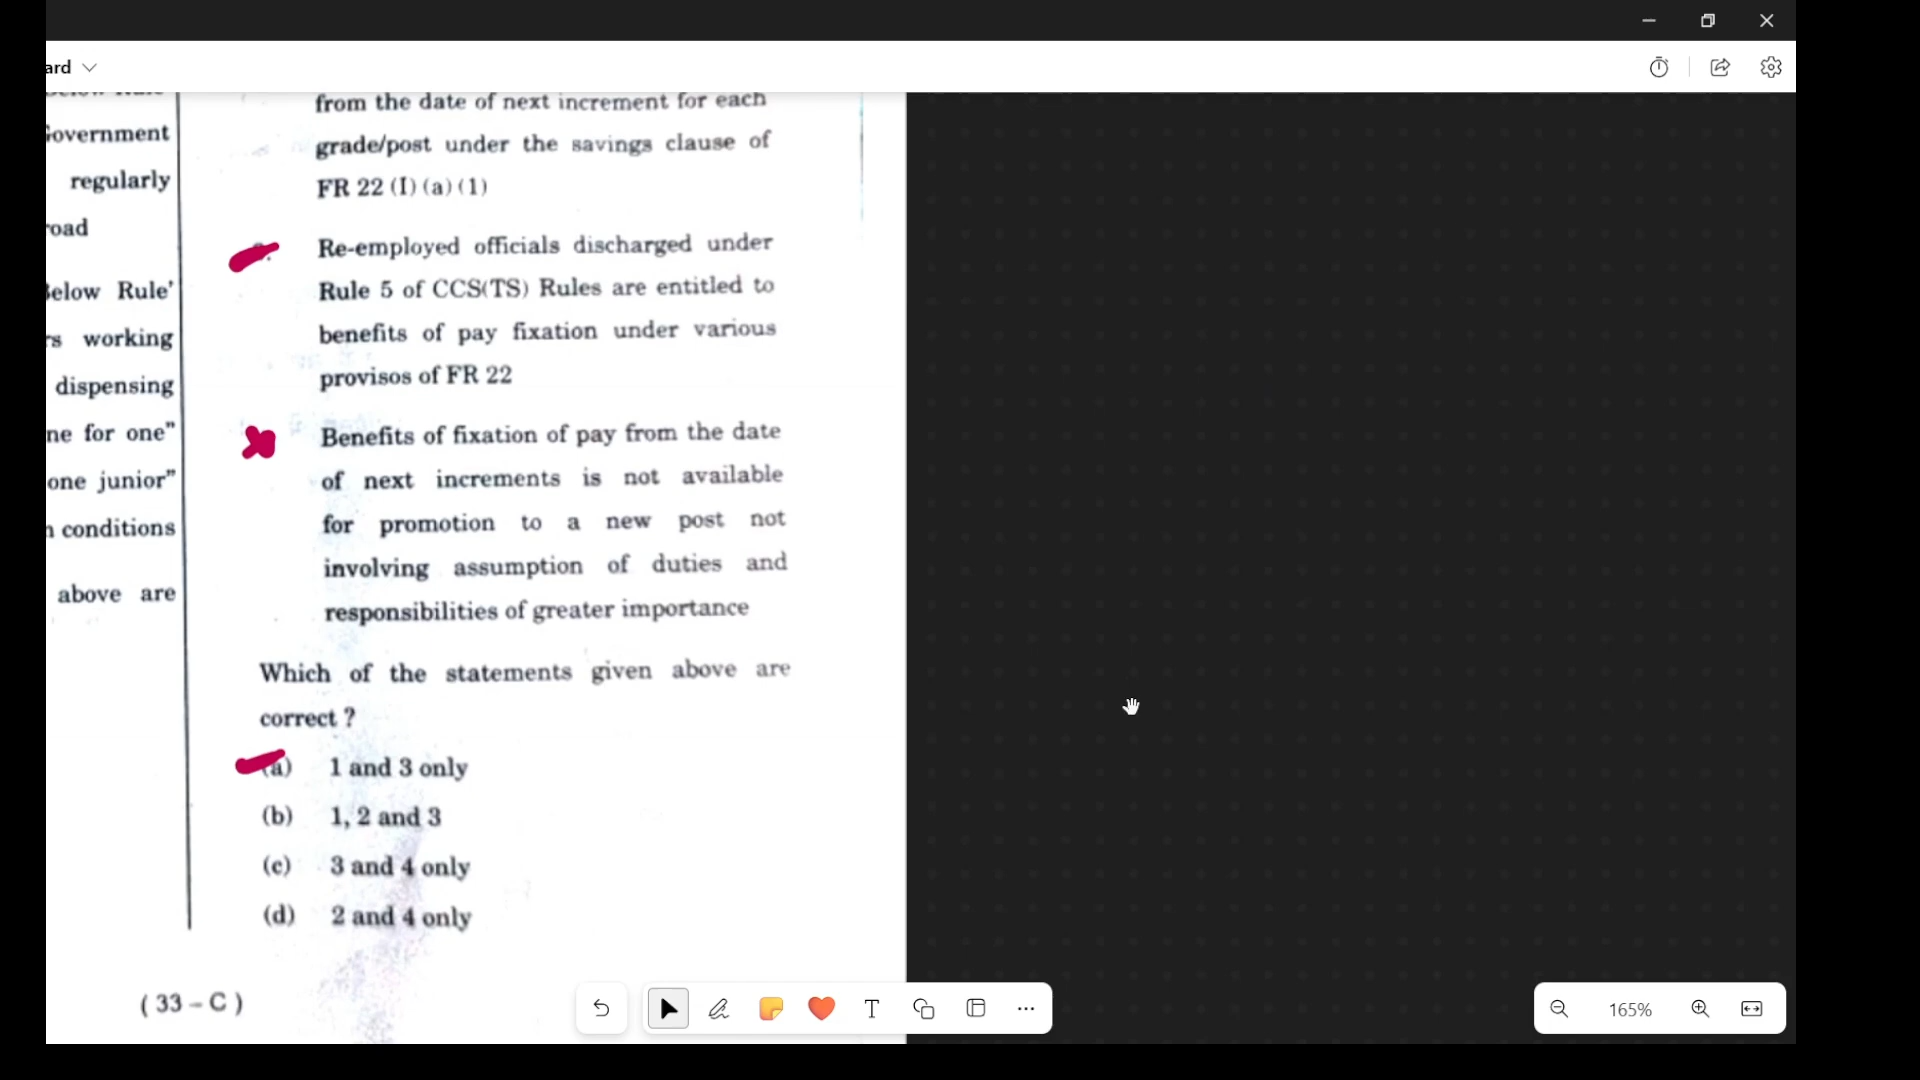 ard
overnment
regularly
oad
elow Rule'
s working
dispensing
ne for one"
one junior"
conditions
above are
from the date of next increment for each
grade/post under the savings clause of
FR 22 (I) (a) (1)
Re-employed officials discharged under
Rule 5 of CCS(TS) Rules are entitled to
benefits of pay fixation under various
provisos of FR 22
Benefits of fixation of pay from the date
of next increments is not available
for promotion to a new post not
involving assumption of duties and
responsibilities of greater importance
Which of the statements given above are
correct ?
(a) 1 and 3 only
(b) 1, 2 and 3
(c) 3 and 4 only
(d) 2 and 4 only
( 33 – C )
T
165%